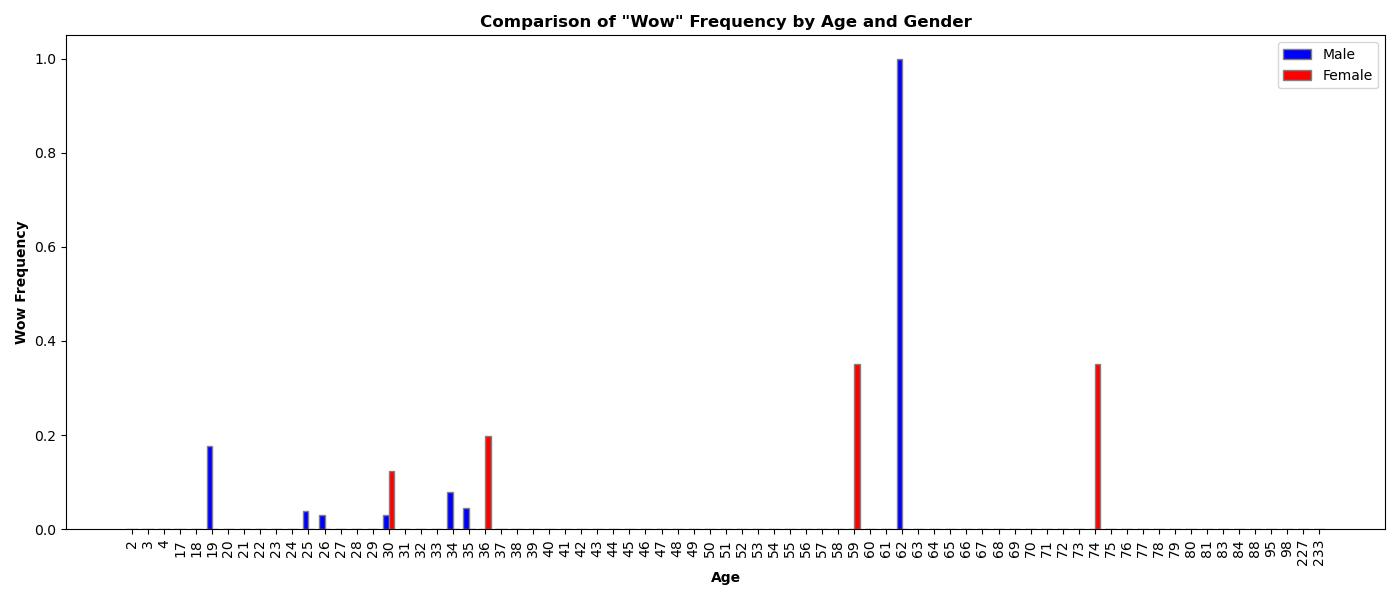 Comparison of "Wow" Frequency by Age and Gender
Male
Female
1.0
0.8
0.6
0.4
0.2
0.0
Wow Frequency
2 3 4 17 18 19 20 21 22 23 24 25 26 27 28 29 30 31 32 33 34 35 36 37 38 39 40 41 42 43 44 45 46 47 48 49 50 51 52 53 54 55 56 57 58 59 60 61 62 63 64 65 66 67 68 69 70 71 72 73 74 75 76 77 78 79 80 81 83 84 88 95 98 227 233
Age